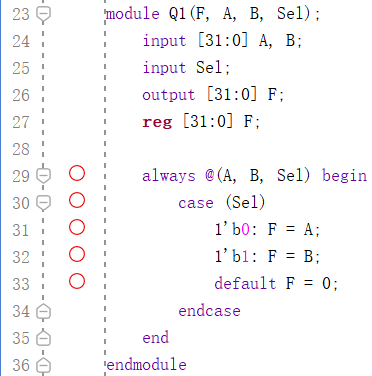 23 module Q1(F, A, B, Sel);
24     input [31:0] A, B;
25     input Sel;
26     output [31:0] F;
27     reg [31:0] F;
28
29     always @(A, B, Sel) begin
30         case (Sel)
31             1'b0: F = A;
32             1'b1: F = B;
33             default F = 0;
34         endcase
35     end
36 endmodule